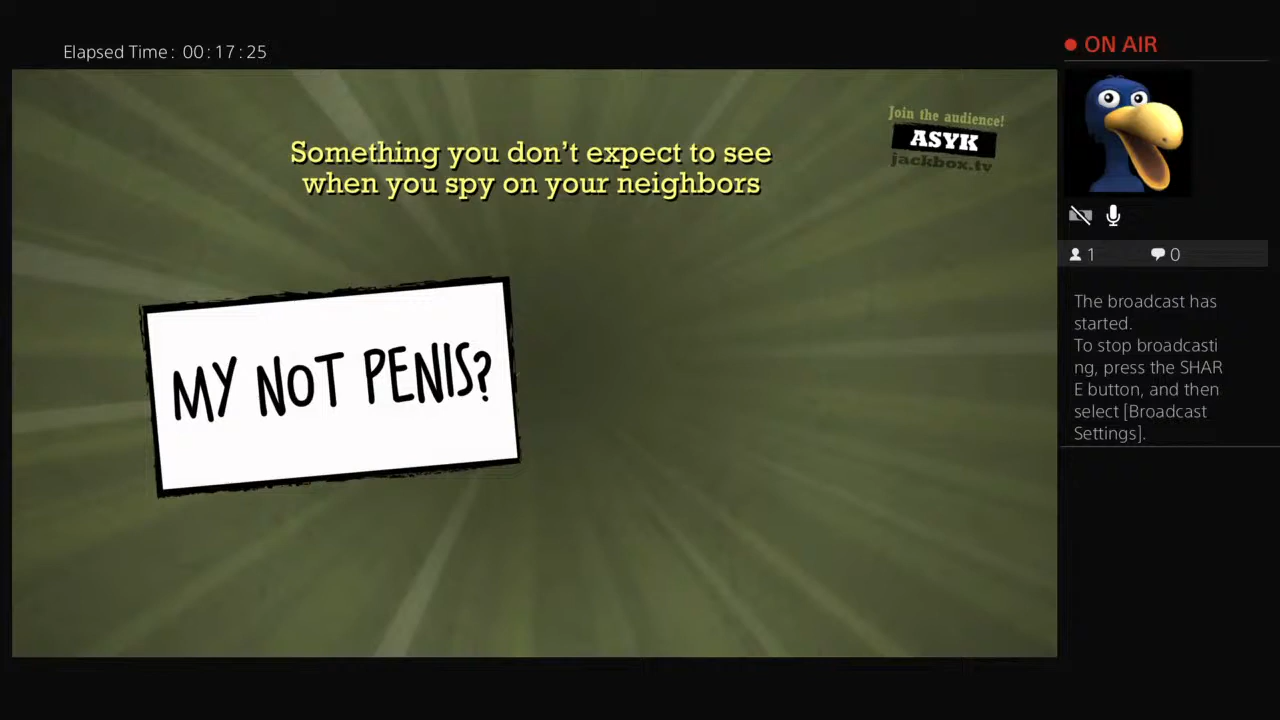 Elapsed Time: 00:17:25
ON AIR
Join the audience!
ASYK
jackbox.tv
Something you don't expect to see
when you spy on your neighbors
MY NOT PENIS?
1
0
The broadcast has
started.
To stop broadcasti
ng, press the SHAR
E button, and then
select [Broadcast
Settings].